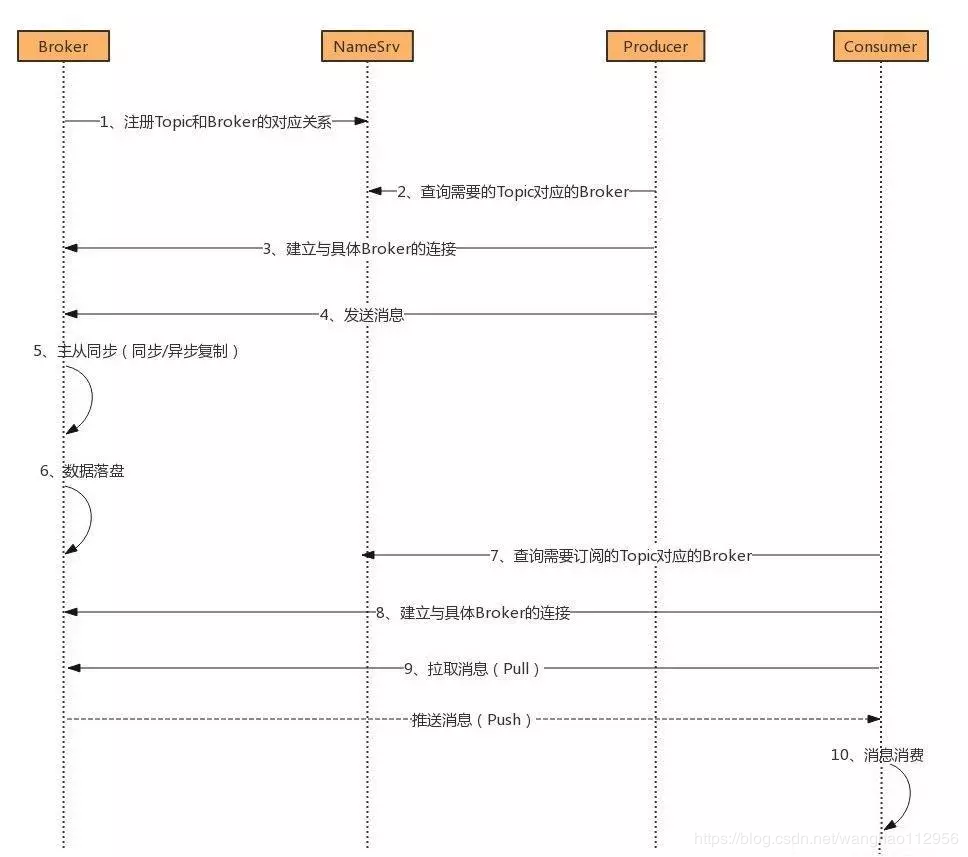 Broker
NameSrv
Producer
Consumer
1、注册Topic和Broker的对应关系
2、查询需要的Topic对应的Broker
3、建立与具体Broker的连接
4、发送消息
5、主从同步（同步/异步复制）
6、数据落盘
7、查询需要订阅的Topic对应的Broker
8、建立与具体Broker的连接
9、拉取消息（Pull）
推送消息（Push）
10、消息消费
https://blog.csdn.net/wanghao112956